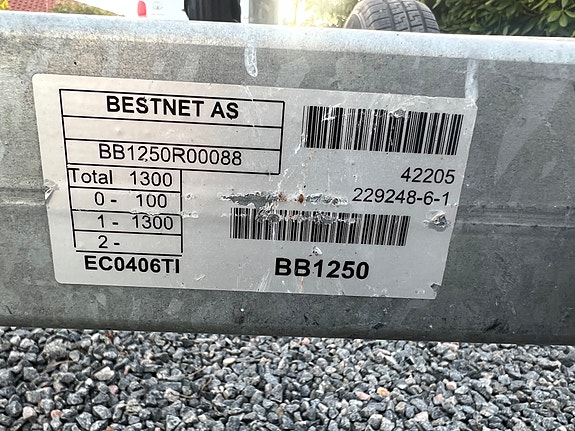 BESTNET AS
BB1250R00088
Total 1300
0 - 100
1 - 1300
2 -
EC0406TI
42205
229248-6-1
BB1250